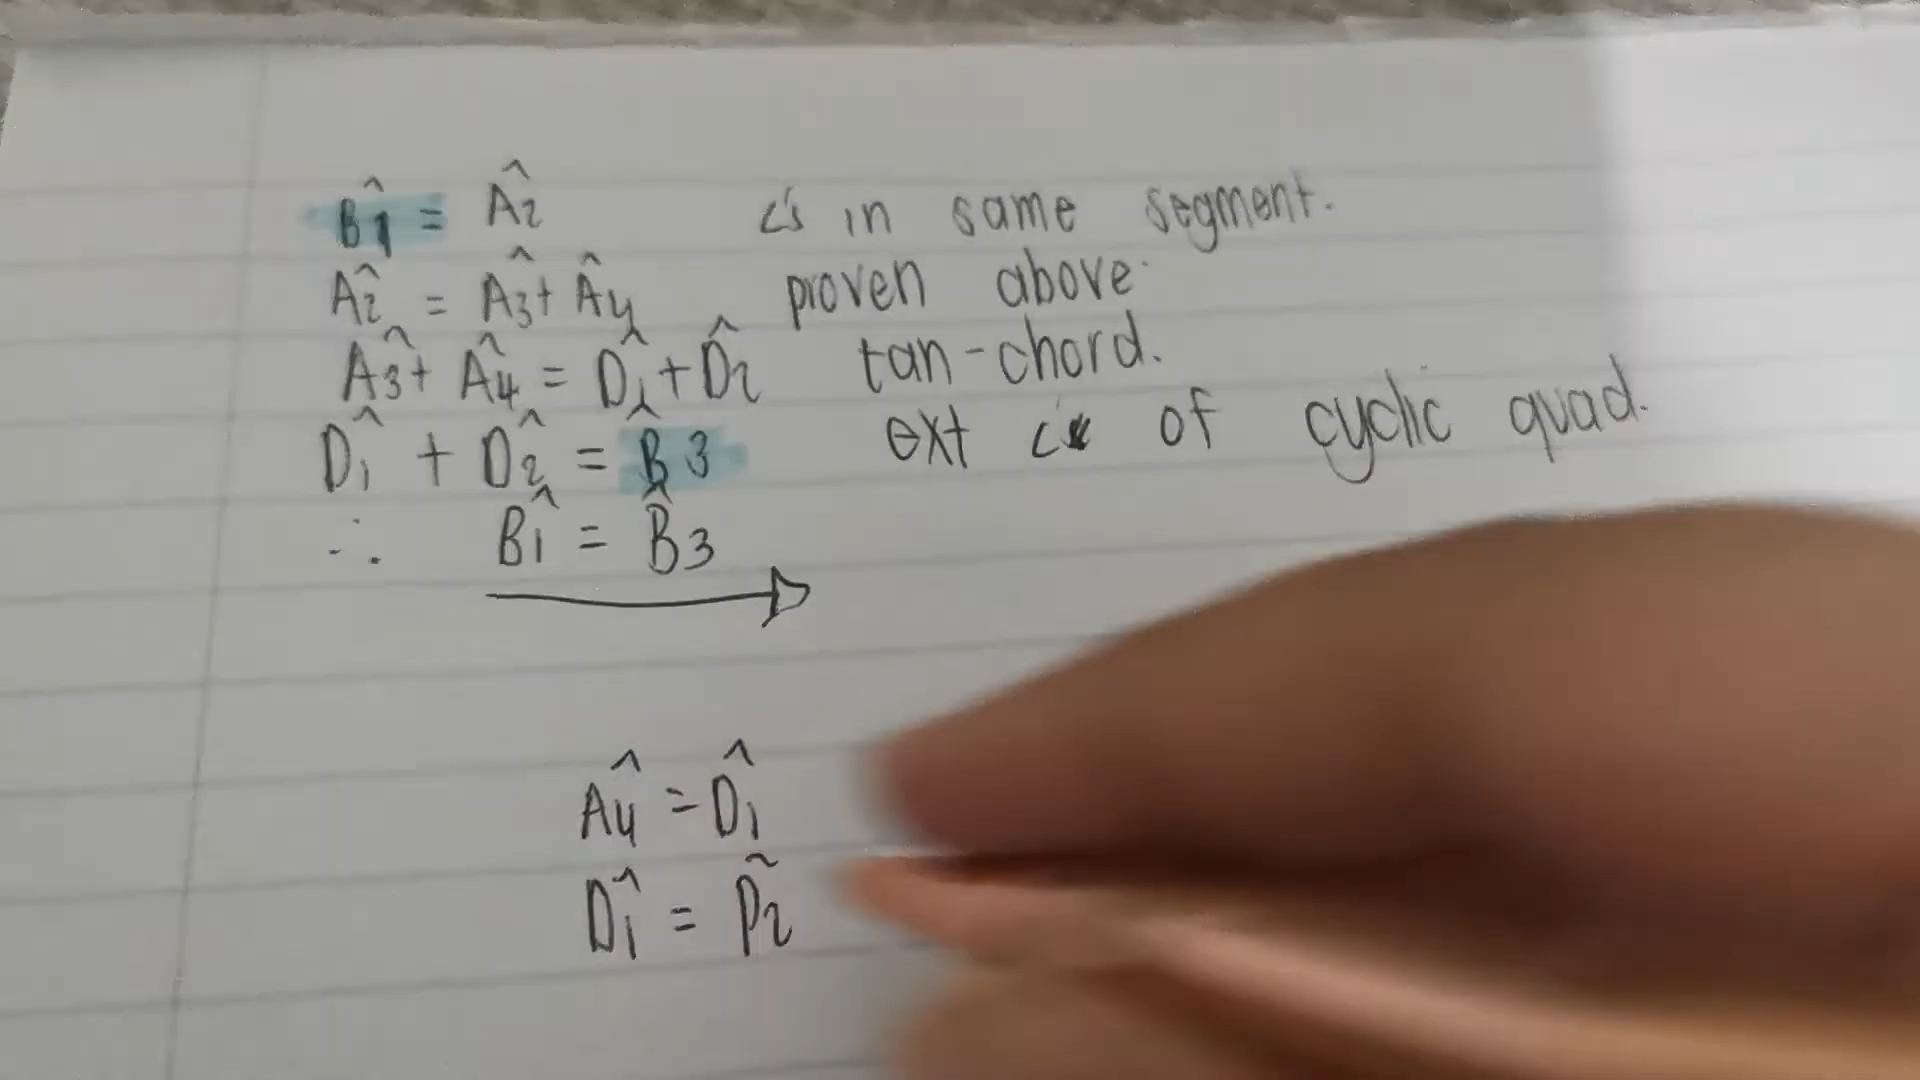 B̂1 = Â2 ∠'s in same segment.
Â2 = Â3 + Â4 proven above.
Â3 + Â4 = D̂1 + D̂2 tan-chord.
D̂1 + D̂2 = B̂3 ext ∠ of cyclic quad.
∴ B̂1 = B̂3
Â4 = D̂1
D̂1 = P̂2